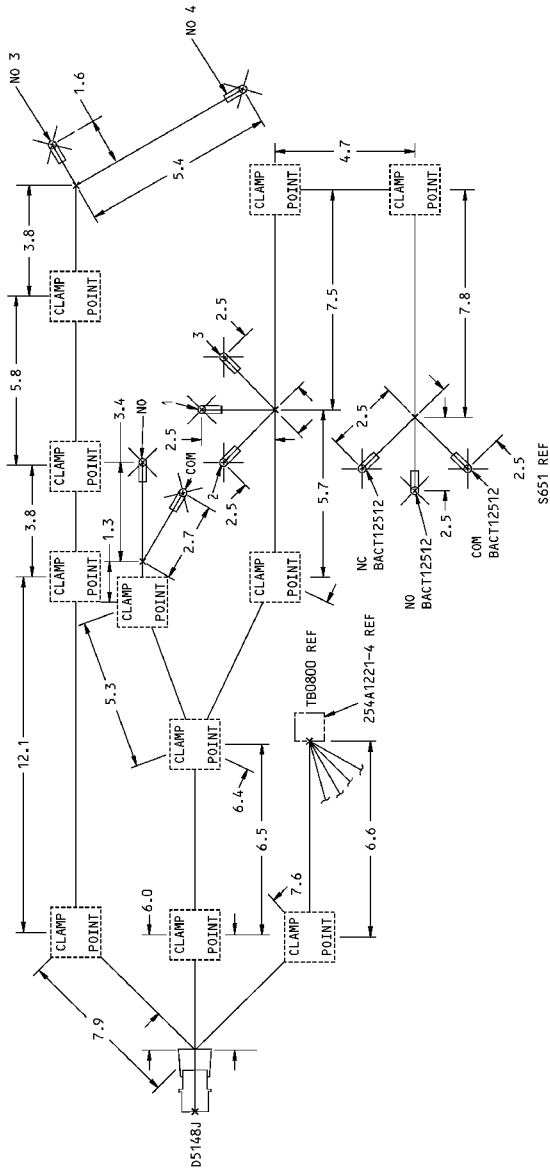 NO 3
NO 4
1.6
5.4
3.8
5.8
3.8
12.1
7.9
CLAMP POINT
CLAMP POINT
CLAMP POINT
CLAMP POINT
CLAMP POINT
1.3
3.4
NO
COM
2.7
5.3
CLAMP POINT
CLAMP POINT
6.0
6.5
6.4
D5148J
CLAMP POINT
7.6
6.6
TB0800 REF
254A1221-4 REF
CLAMP POINT
5.7
1
2
3
2.5
2.5
2.5
7.5
CLAMP POINT
4.7
CLAMP POINT
7.8
2.5
2.5
2.5
NC
BACT12512
NO
BACT12512
COM
BACT12512
S651 REF